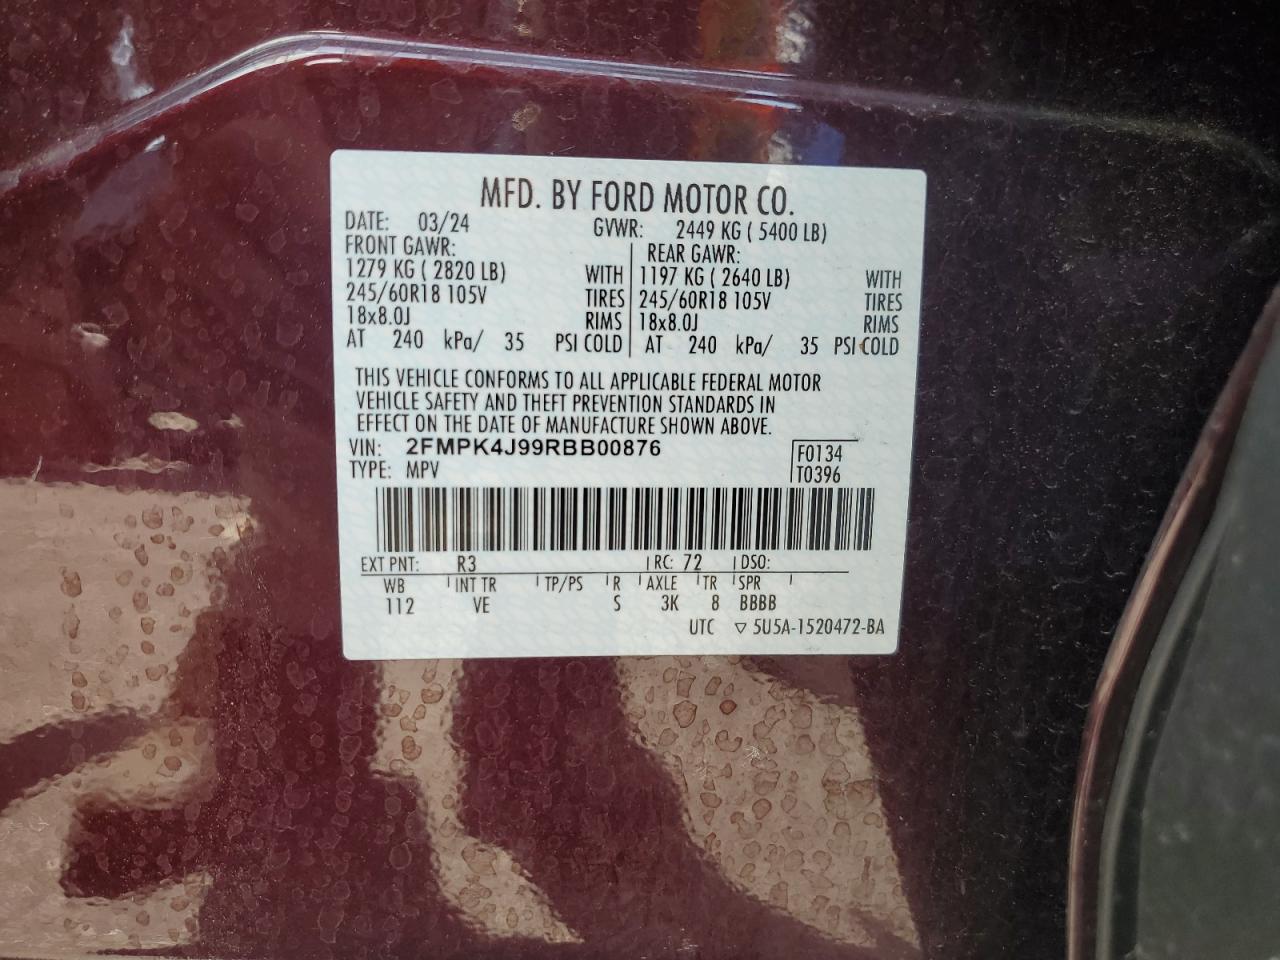 MFD. BY FORD MOTOR CO.
DATE: 03/24 GVWR: 2449 KG ( 5400 LB)
FRONT GAWR: REAR GAWR:
1279 KG ( 2820 LB) WITH 1197 KG ( 2640 LB) WITH
245/60R18 105V TIRES 245/60R18 105V TIRES
18x8.0J RIMS 18x8.0J RIMS
AT 240 kPa/ 35 PSI COLD AT 240 kPa/ 35 PSI COLD
THIS VEHICLE CONFORMS TO ALL APPLICABLE FEDERAL MOTOR
VEHICLE SAFETY AND THEFT PREVENTION STANDARDS IN
EFFECT ON THE DATE OF MANUFACTURE SHOWN ABOVE.
VIN: 2FMPK4J99RBB00876 F0134
TYPE: MPV T0396
EXT PNT: R3 RC: 72 DSO:
WB INT TR TP/PS R AXLE TR SPR
112 VE S 3K 8 BBBB
UTC ▽ 5U5A-1520472-BA